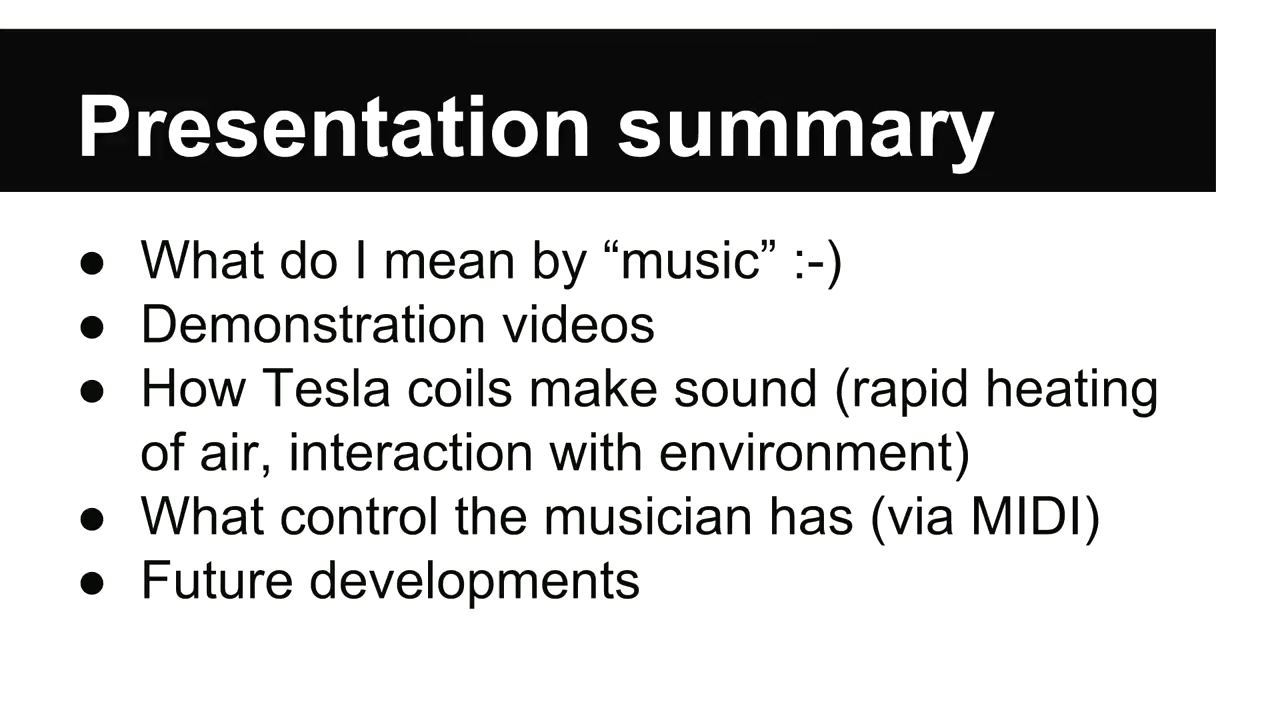 Presentation summary
● What do I mean by “music” :-)
● Demonstration videos
● How Tesla coils make sound (rapid heating
of air, interaction with environment)
● What control the musician has (via MIDI)
● Future developments